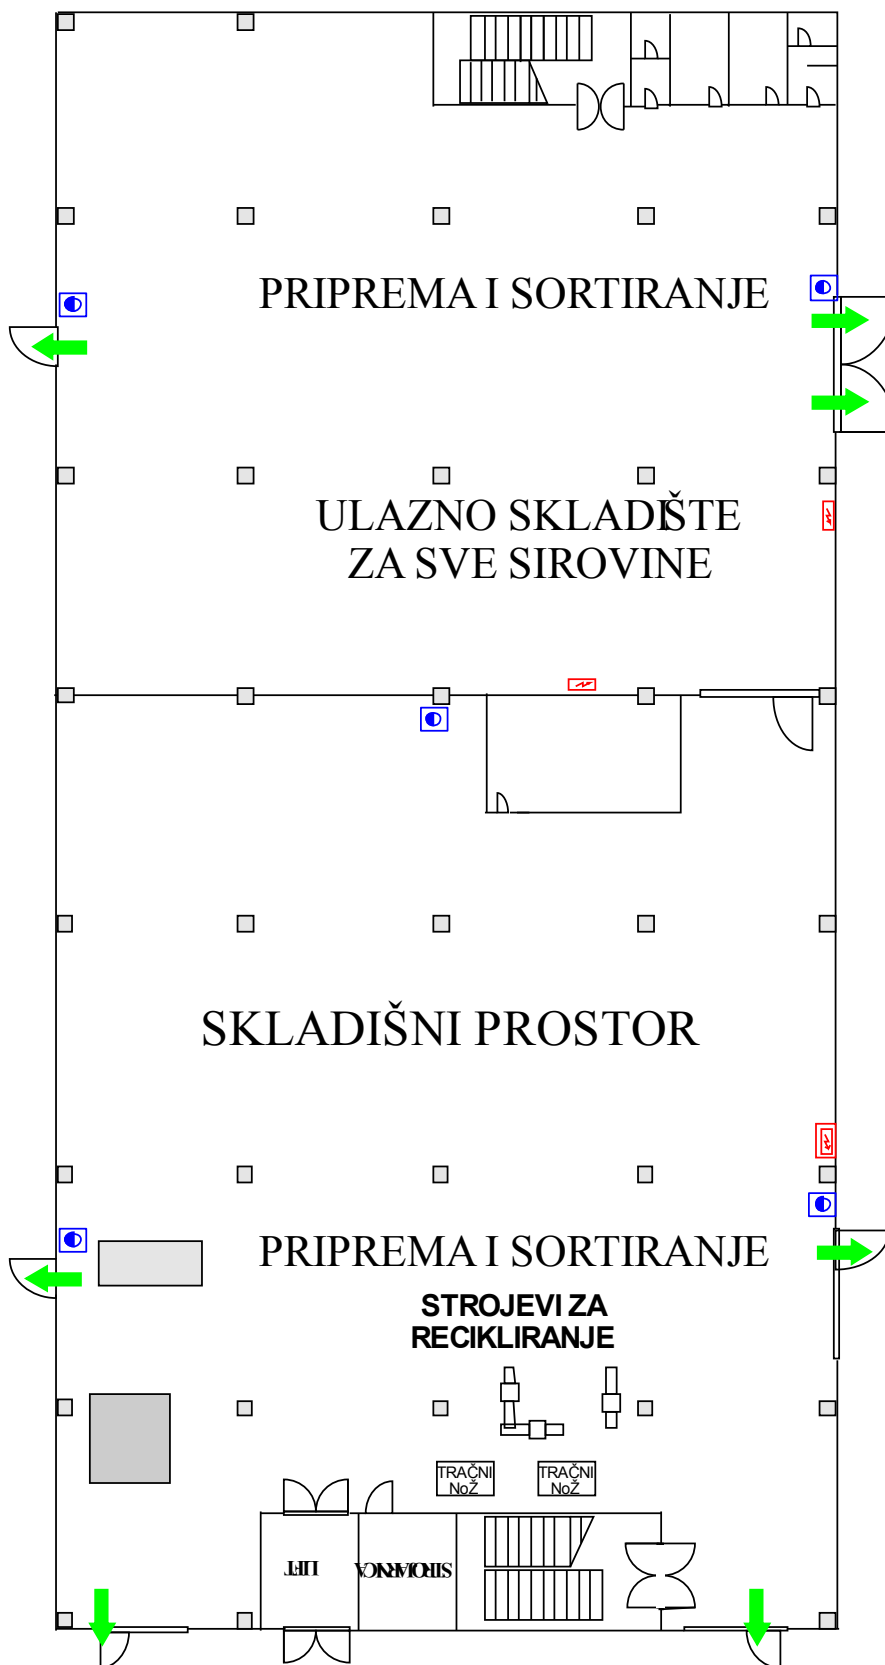 PRIPREMA I SORTIRANJE
ULAZNO SKLADIŠTE
ZA SVE SIROVINE
SKLADIŠNI PROSTOR
PRIPREMA I SORTIRANJE
STROJEVI ZA
RECIKLIRANJE
TRAČNI
NoŽ
TRAČNI
NoŽ
LIFT
STROJARNICA